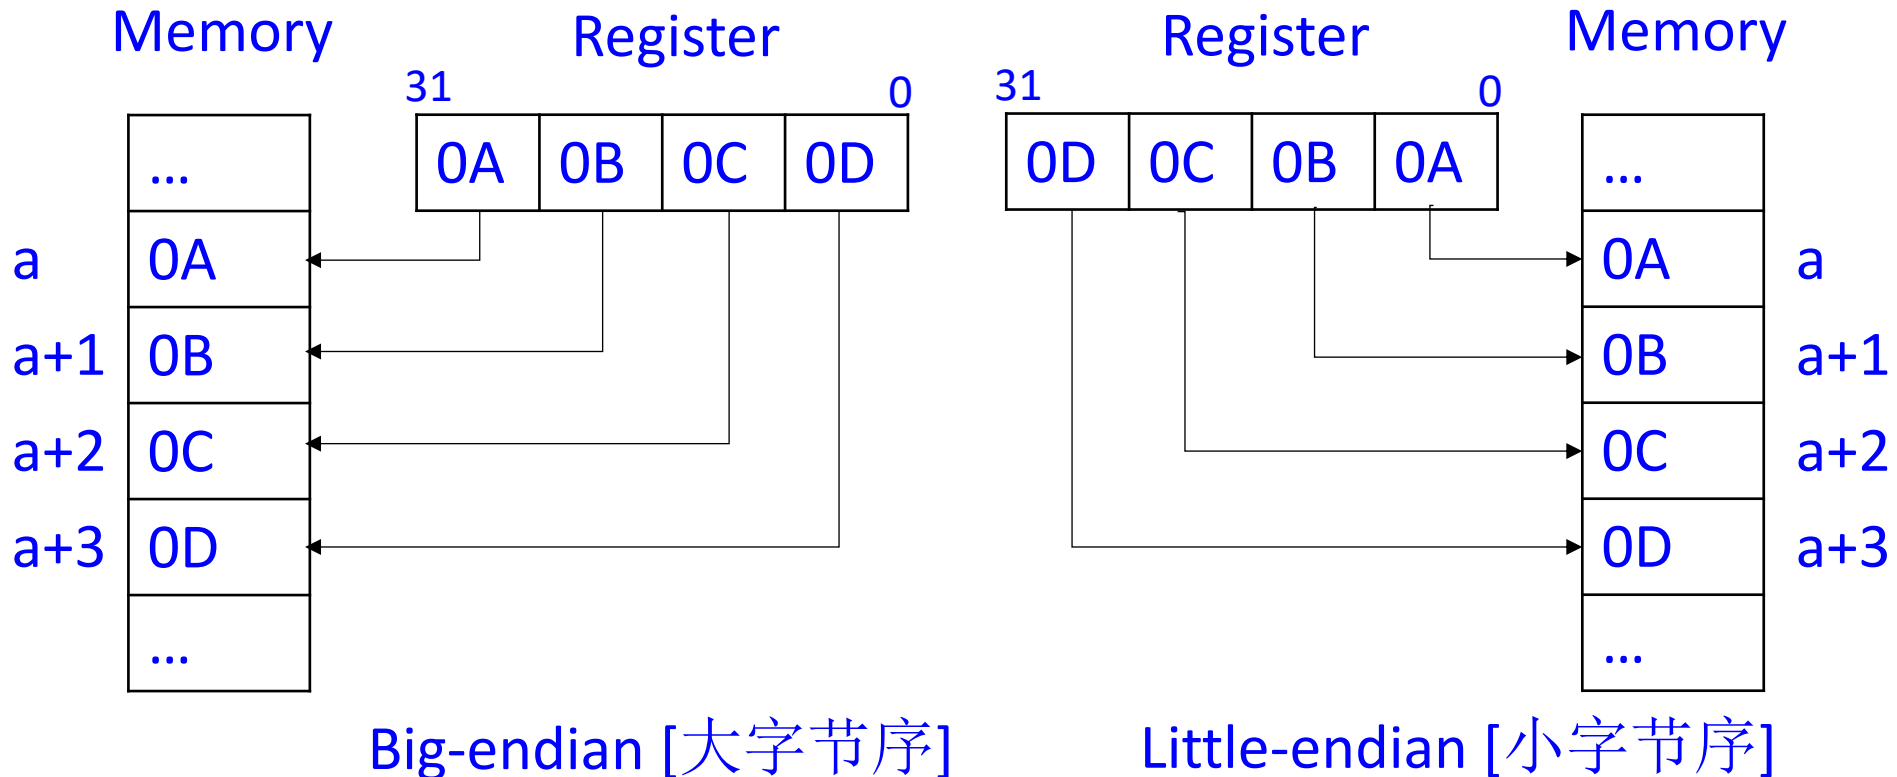 Memory Register Register Memory
31 0 31 0
... 0A 0B 0C 0D 0D 0C 0B 0A ...
a 0A 0A a
a+1 0B 0B a+1
a+2 0C 0C a+2
a+3 0D 0D a+3
... ...
Big-endian [大字节序] Little-endian [小字节序]